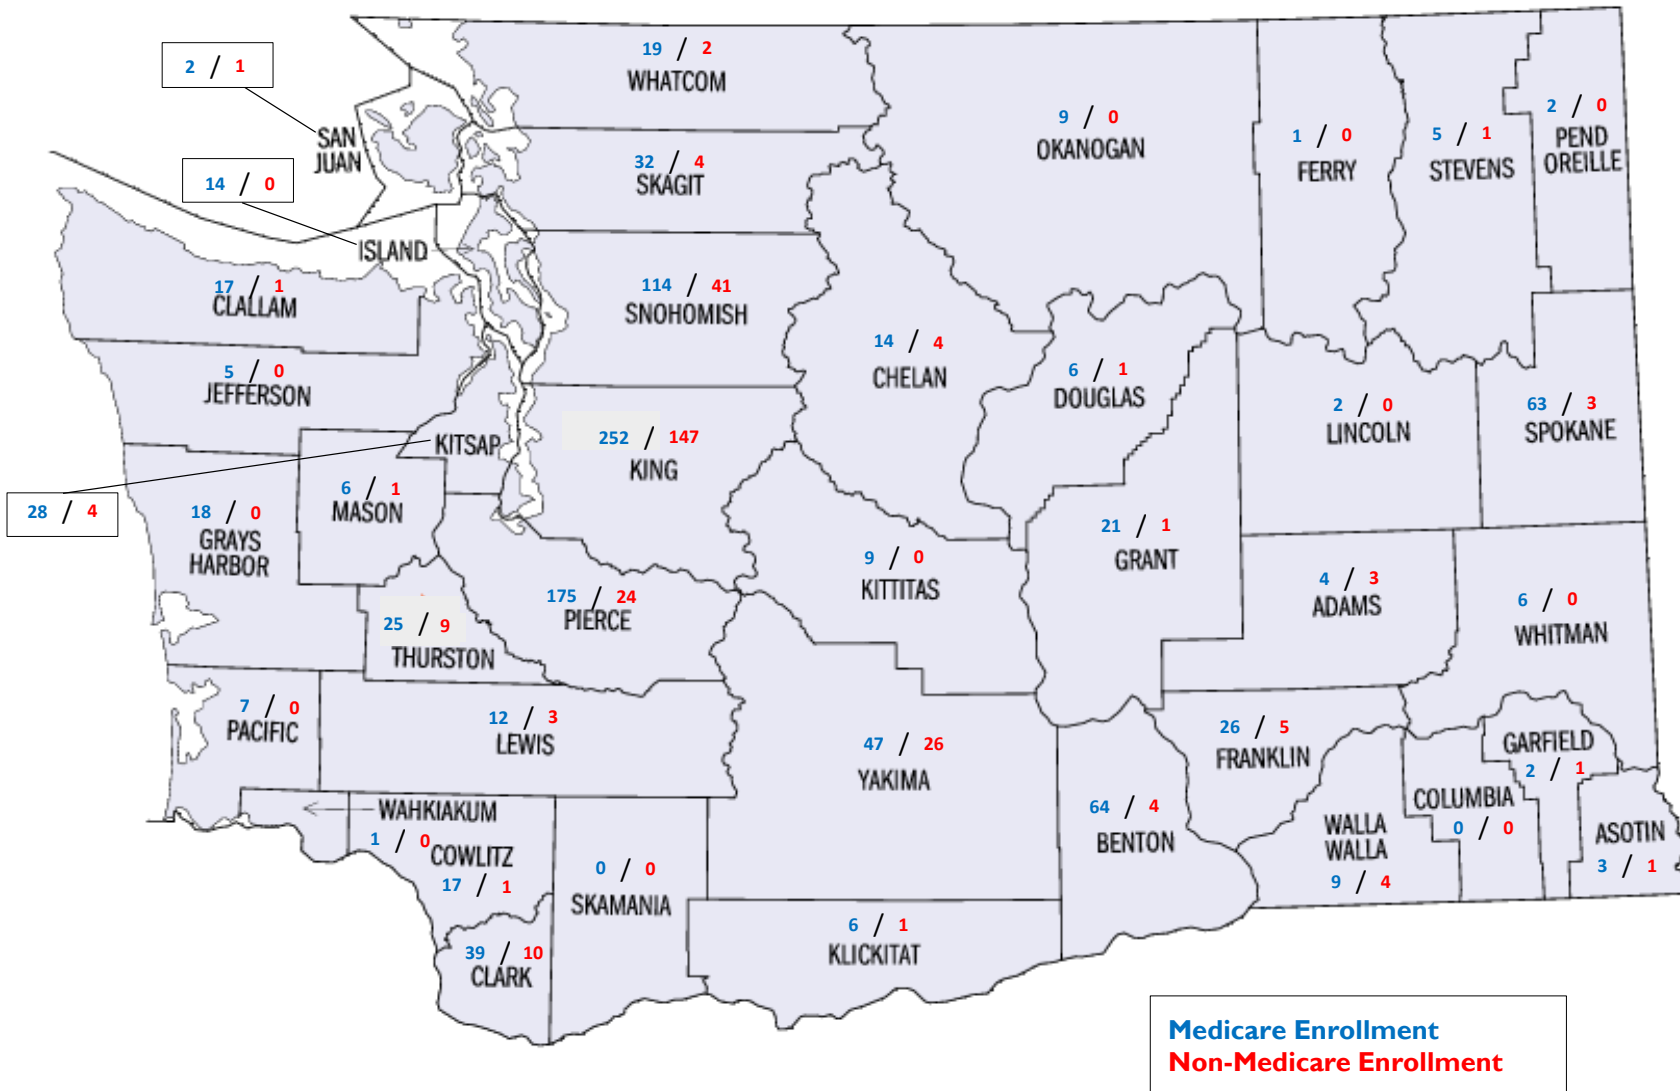 2 / 1
SAN
JUAN
14 / 0
ISLAND
19 / 2
WHATCOM
32 / 4
SKAGIT
114 / 41
SNOHOMISH
9 / 0
OKANOGAN
1 / 0
FERRY
5 / 1
STEVENS
2 / 0
PEND
OREILLE
17 / 1
CLALLAM
5 / 0
JEFFERSON
KITSAP
28 / 4
252 / 147
KING
14 / 4
CHELAN
6 / 1
DOUGLAS
2 / 0
LINCOLN
63 / 3
SPOKANE
18 / 0
GRAYS
HARBOR
6 / 1
MASON
25 / 9
THURSTON
175 / 24
PIERCE
9 / 0
KITTITAS
21 / 1
GRANT
4 / 3
ADAMS
6 / 0
WHITMAN
7 / 0
PACIFIC
12 / 3
LEWIS
47 / 26
YAKIMA
26 / 5
FRANKLIN
GARFIELD
2 / 1
WAHKIAKUM
1 / 0
COWLITZ
17 / 1
0 / 0
SKAMANIA
64 / 4
BENTON
WALLA
WALLA
9 / 4
COLUMBIA
0 / 0
ASOTIN
3 / 1
39 / 10
CLARK
6 / 1
KLICKITAT
Medicare Enrollment
Non-Medicare Enrollment